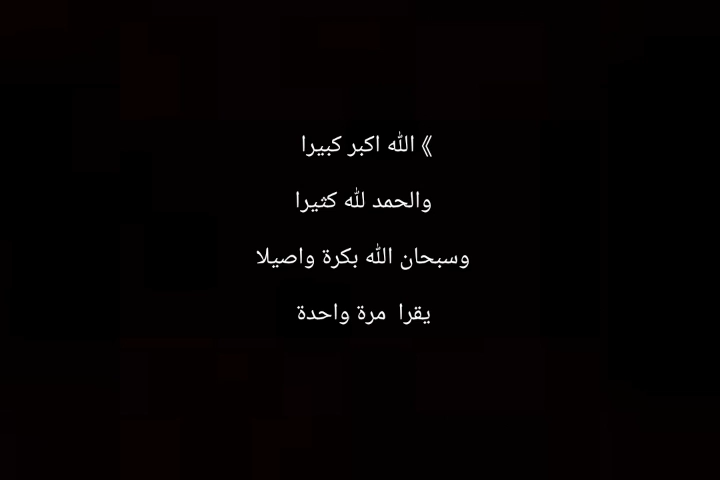 》الله اكبر كبيرا
والحمد لله كثيرا
وسبحان الله بكرة واصيلا
يقرا مرة واحدة